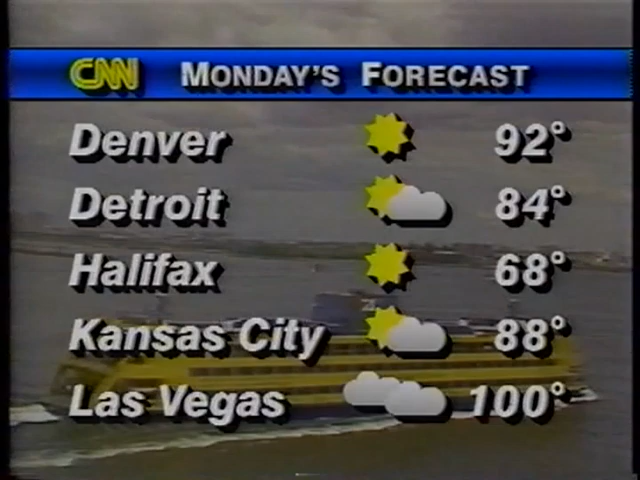 CNN MONDAY'S FORECAST
Denver 92°
Detroit 84°
Halifax 68°
Kansas City 88°
Las Vegas 100°